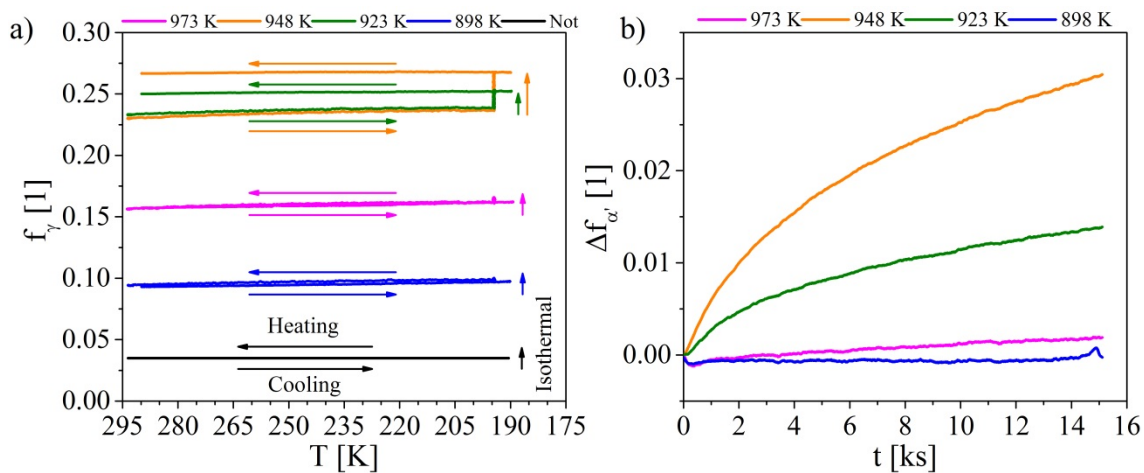 973 K 948 K 923 K 898 K Not
a)
0.30
0.25
0.20
0.15
0.10
0.05
0.00
fγ [1]
Heating
Cooling
Isothermal
295 280 265 250 235 220 205 190 175
T [K]
973 K 948 K 923 K 898 K
b)
0.03
0.02
0.01
0.00
Δfα' [1]
0 2 4 6 8 10 12 14 16
t [ks]